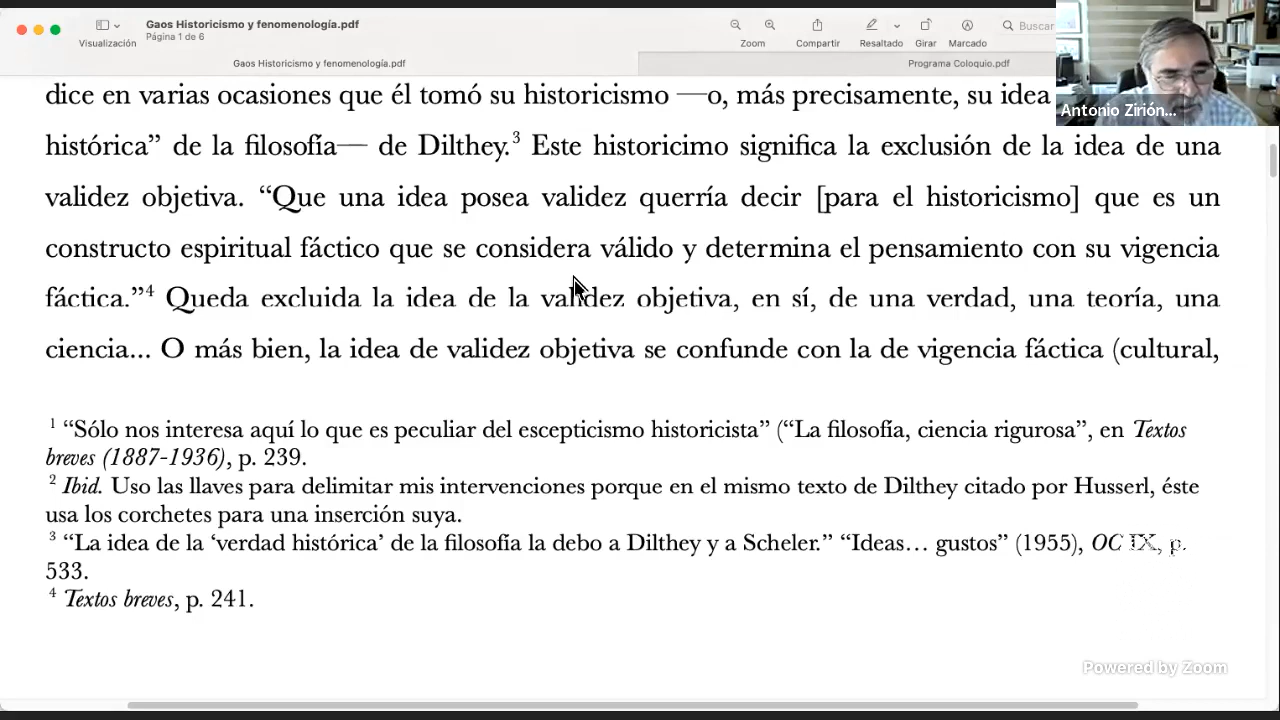 Gaos Historicismo y fenomenología.pdf
Página 1 de 6
Visualización
Zoom
Compartir
Resaltado
Girar
Marcado
Buscar
Gaos Historicismo y fenomenología.pdf
Programa Coloquio.pdf
Antonio Zirión...
dice en varias ocasiones que él tomó su historicismo —o, más precisamente, su idea
histórica” de la filosofía— de Dilthey.³ Este historicimo significa la exclusión de la idea de una
validez objetiva. “Que una idea posea validez querría decir [para el historicismo] que es un
constructo espiritual fáctico que se considera válido y determina el pensamiento con su vigencia
fáctica.”⁴ Queda excluida la idea de la validez objetiva, en sí, de una verdad, una teoría, una
ciencia... O más bien, la idea de validez objetiva se confunde con la de vigencia fáctica (cultural,
¹ “Sólo nos interesa aquí lo que es peculiar del escepticismo historicista” (“La filosofía, ciencia rigurosa”, en Textos
breves (1887-1936), p. 239.
² Ibid. Uso las llaves para delimitar mis intervenciones porque en el mismo texto de Dilthey citado por Husserl, éste
usa los corchetes para una inserción suya.
³ “La idea de la ‘verdad histórica’ de la filosofía la debo a Dilthey y a Scheler.” “Ideas… gustos” (1955), OC IX, p.
533.
⁴ Textos breves, p. 241.
Powered by Zoom